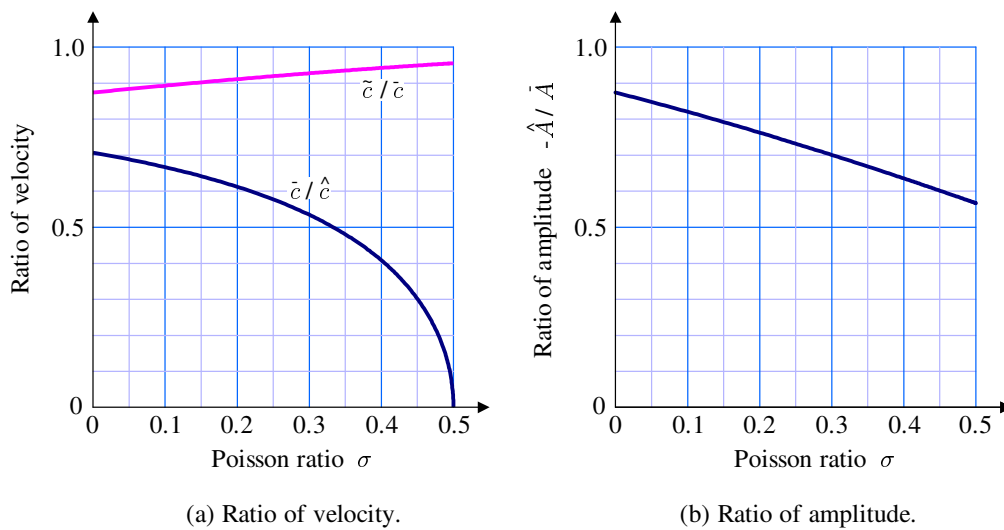 1.0
0.5
0
Ratio of velocity
c̃ / c̄
c̄ / ĉ
0 0.1 0.2 0.3 0.4 0.5
Poisson ratio σ
(a) Ratio of velocity.
1.0
0.5
0
Ratio of amplitude -Â / Ā
0 0.1 0.2 0.3 0.4 0.5
Poisson ratio σ
(b) Ratio of amplitude.